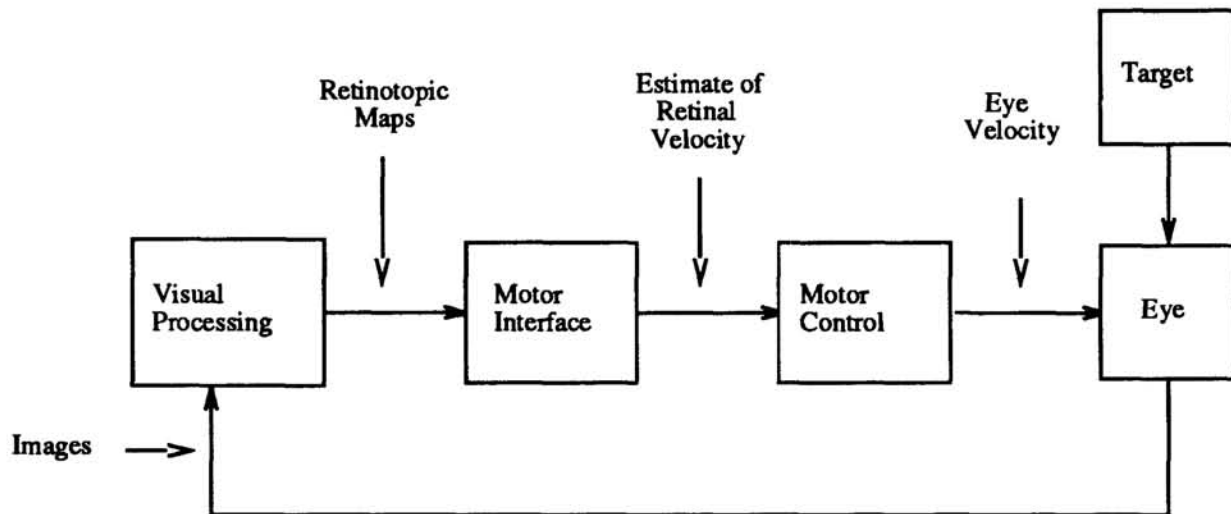 Retinotopic
Maps
Estimate of
Retinal
Velocity
Eye
Velocity
Target
Visual
Processing
Motor
Interface
Motor
Control
Eye
Images